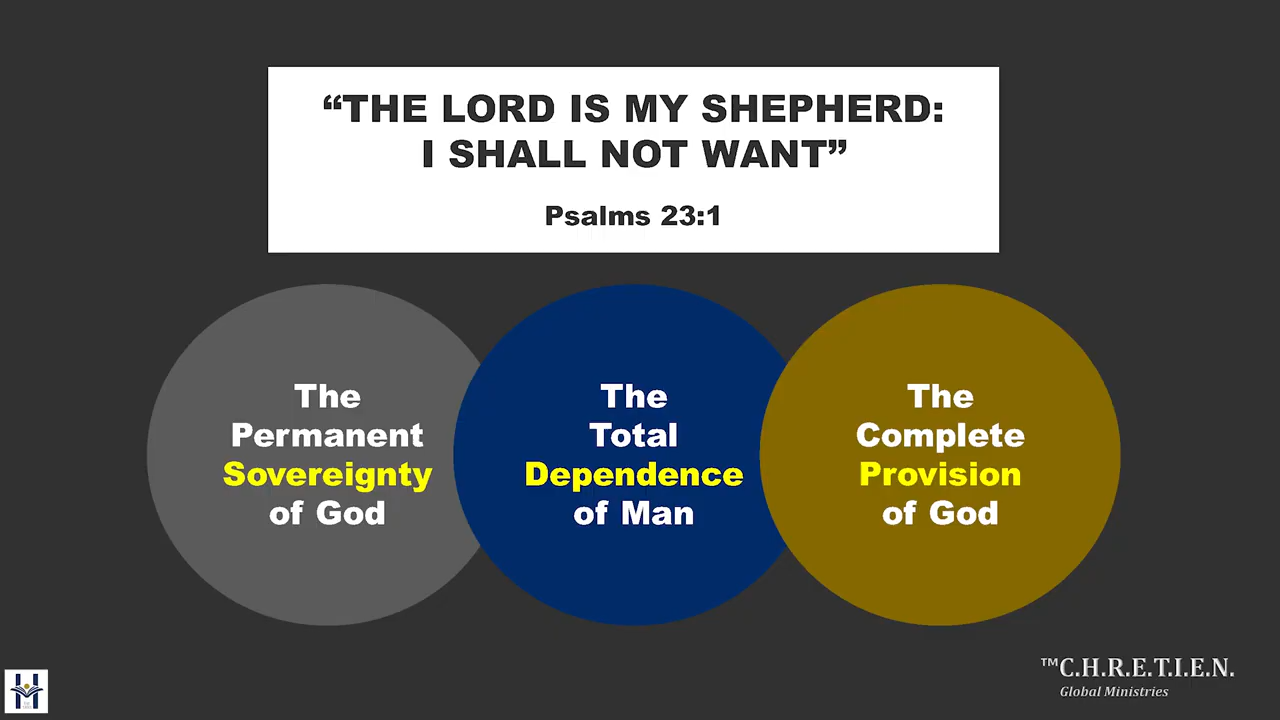 “THE LORD IS MY SHEPHERD:
I SHALL NOT WANT”
Psalms 23:1
The
Permanent
Sovereignty
of God
The
Total
Dependence
of Man
The
Complete
Provision
of God
™C.H.R.E.T.I.E.N.
Global Ministries